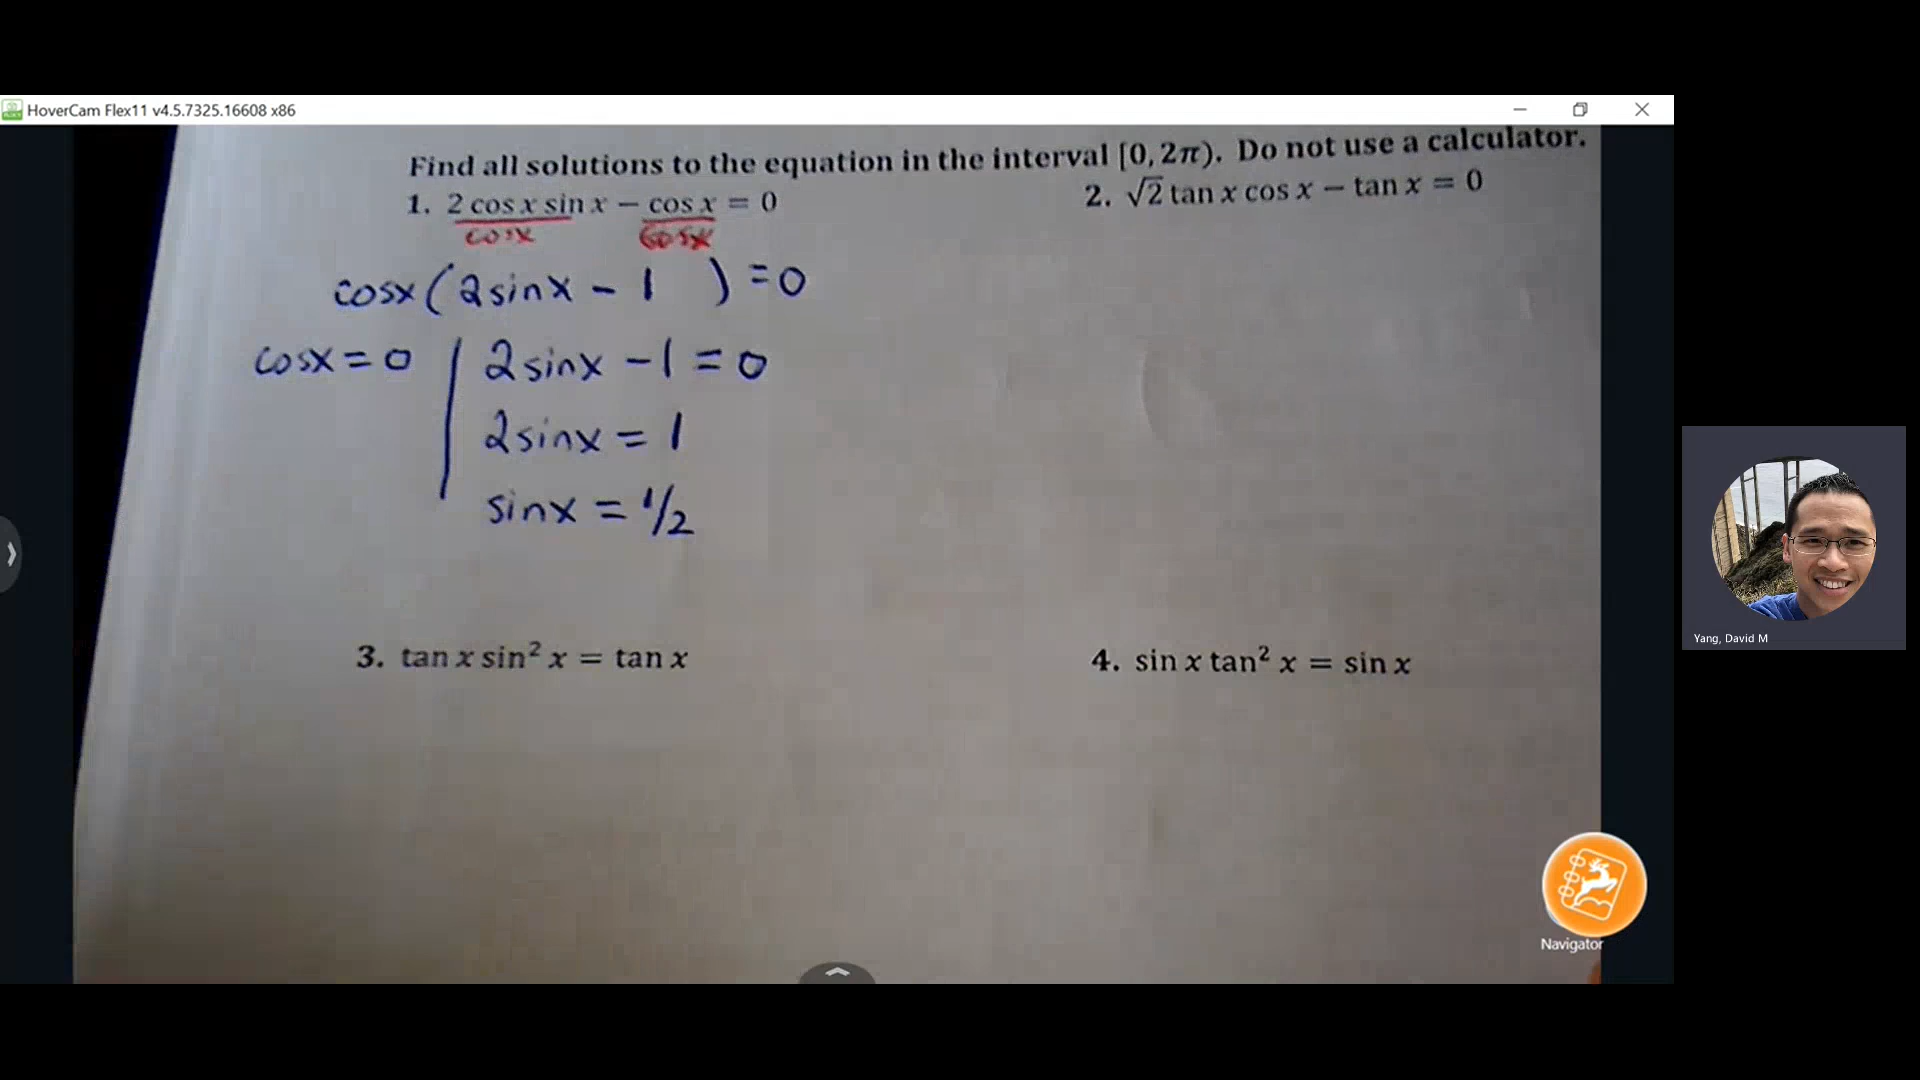 HoverCam Flex11 v4.5.7325.16608 x86
Find all solutions to the equation in the interval [0, 2π). Do not use a calculator.
1. 2 cos x sin x − cos x = 0
cosx cosx
cosx(2sinx - 1 ) = 0
cosx = 0 | 2sinx - 1 = 0
2sinx = 1
sinx = 1/2
2. √2 tan x cos x − tan x = 0
3. tan x sin² x = tan x
4. sin x tan² x = sin x
Navigator
Yang, David M